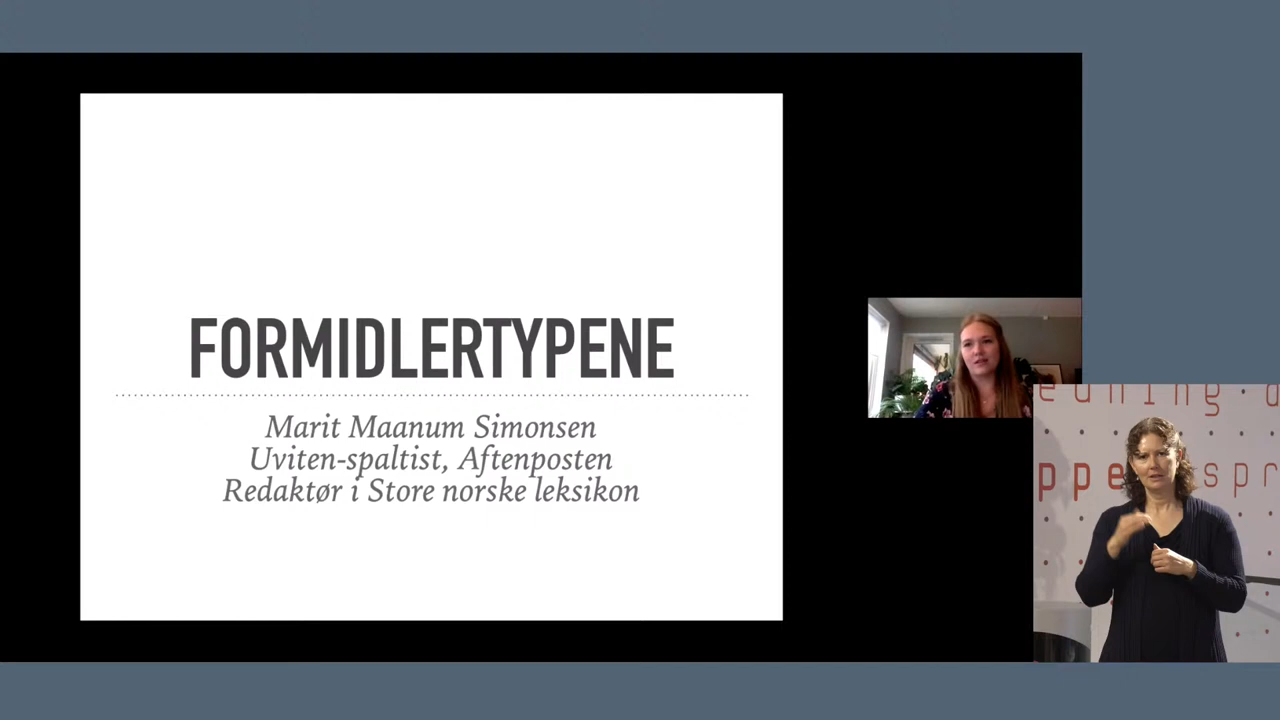 FORMIDLERTYPENE
Marit Maanum Simonsen
Uviten-spaltist, Aftenposten
Redaktør i Store norske leksikon